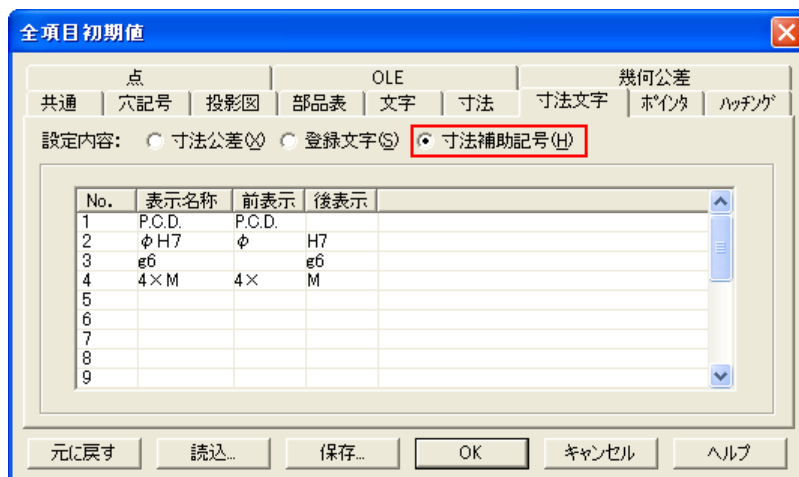 全項目初期値
点 OLE 幾何公差
共通 穴記号 投影図 部品表 文字 寸法 寸法文字 ポインタ ハッチング
設定内容: 寸法公差(X) 登録文字(S) 寸法補助記号(H)
No. 表示名称 前表示 後表示
1 P.C.D. P.C.D.
2 φH7 φ H7
3 g6 g6
4 4×M 4× M
5
6
7
8
9
元に戻す 読込... 保存... OK キャンセル ヘルプ